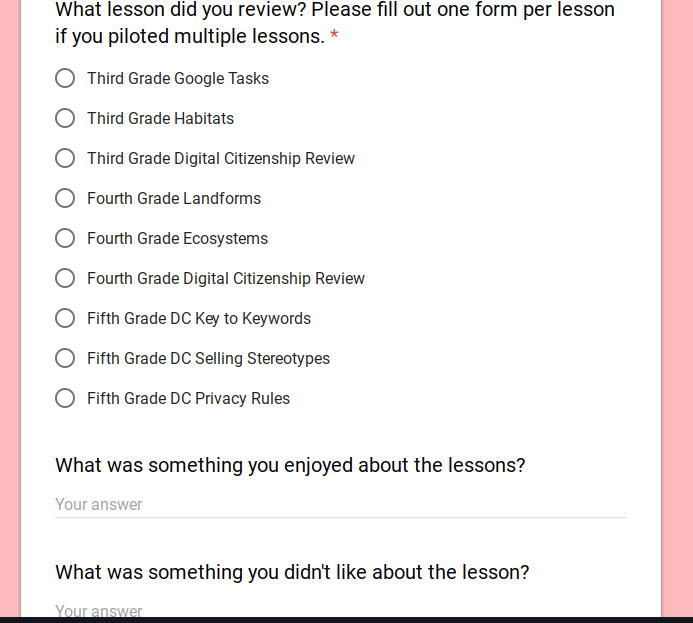 What lesson did you review? Please fill out one form per lesson
if you piloted multiple lessons. *
Third Grade Google Tasks
Third Grade Habitats
Third Grade Digital Citizenship Review
Fourth Grade Landforms
Fourth Grade Ecosystems
Fourth Grade Digital Citizenship Review
Fifth Grade DC Key to Keywords
Fifth Grade DC Selling Stereotypes
Fifth Grade DC Privacy Rules
What was something you enjoyed about the lessons?
Your answer
What was something you didn't like about the lesson?
Your answer